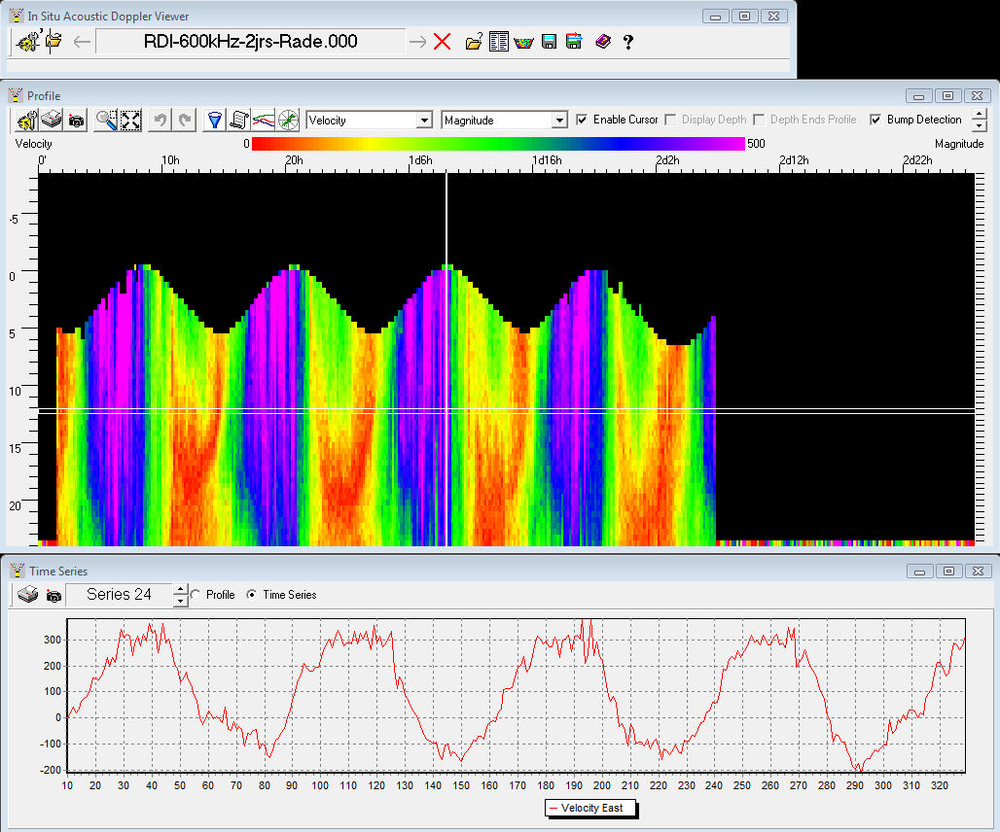 In Situ Acoustic Doppler Viewer
RDI-600kHz-2jrs-Rade.000
Profile
Velocity Magnitude Enable Cursor Display Depth Depth Ends Profile Bump Detection
Velocity 0 500 Magnitude
0' 10h 20h 1d6h 1d16h 2d2h 2d12h 2d22h
-5
0
5
10
15
20
Time Series
Series 24 Profile Time Series
300
200
100
0
-100
-200
10 20 30 40 50 60 70 80 90 100 110 120 130 140 150 160 170 180 190 200 210 220 230 240 250 260 270 280 290 300 310 320
Velocity East